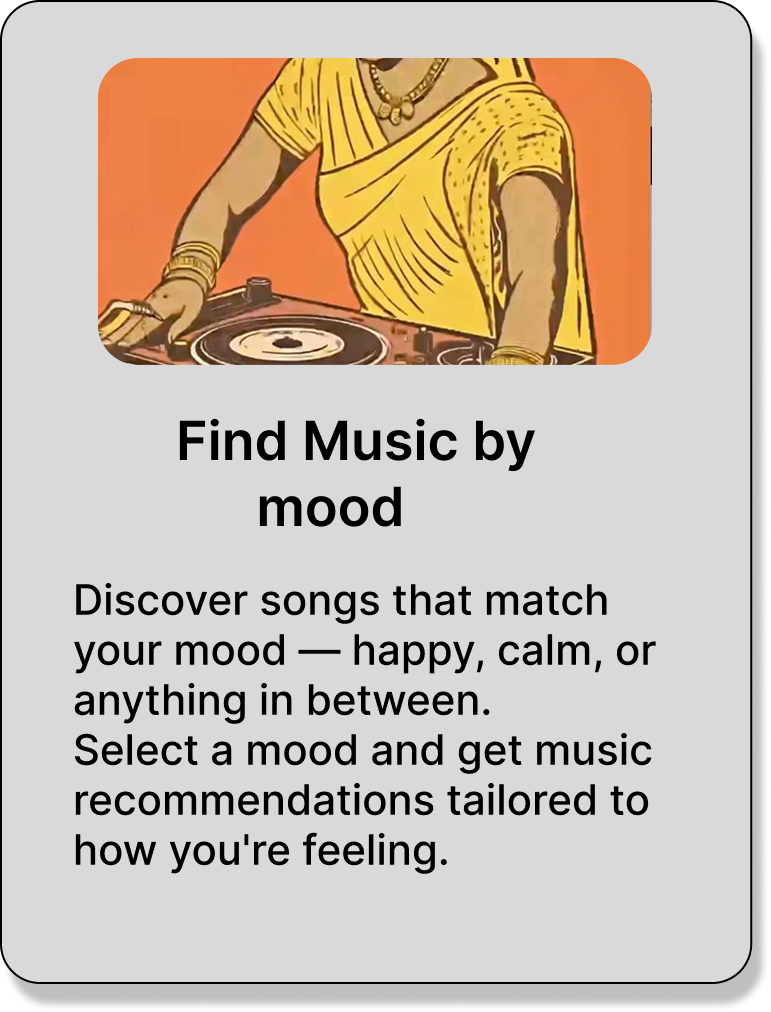 Find Music by
mood
Discover songs that match
your mood — happy, calm, or
anything in between.
Select a mood and get music
recommendations tailored to
how you're feeling.